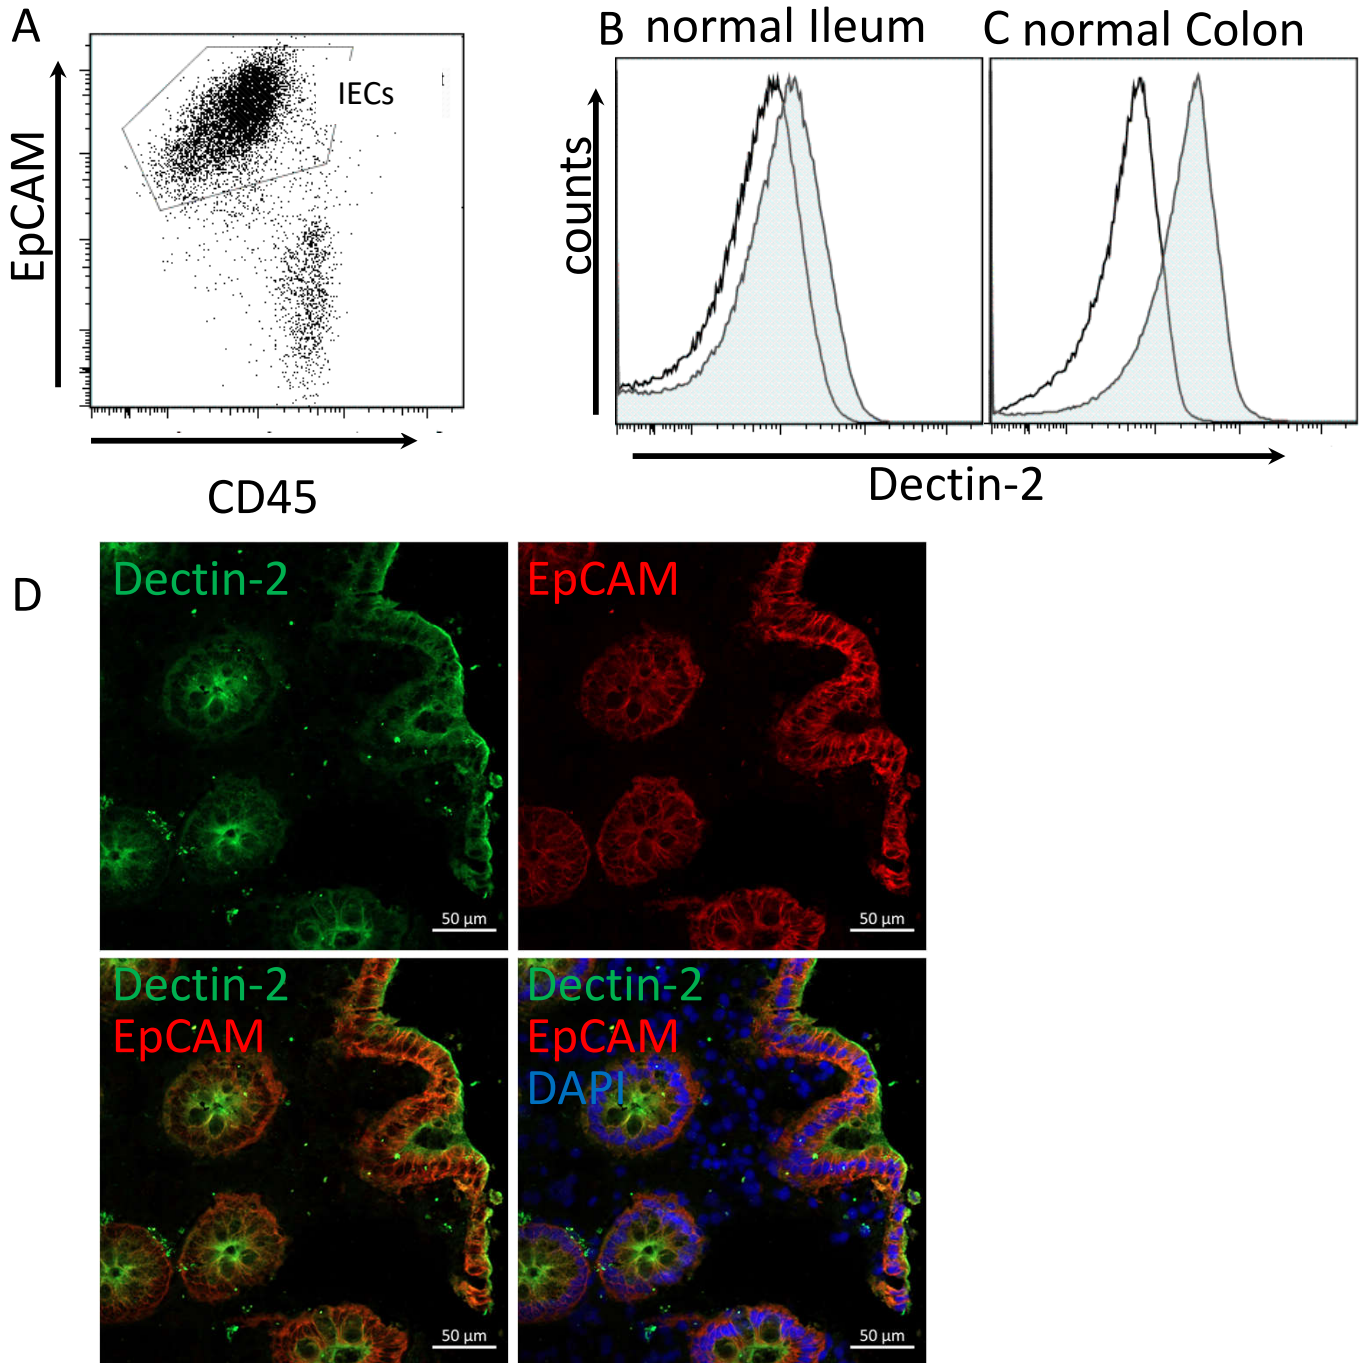 A
EpCAM
IECs
CD45
B normal Ileum
C normal Colon
counts
Dectin-2
D
Dectin-2
50 µm
EpCAM
50 µm
Dectin-2
EpCAM
50 µm
Dectin-2
EpCAM
DAPI
50 µm